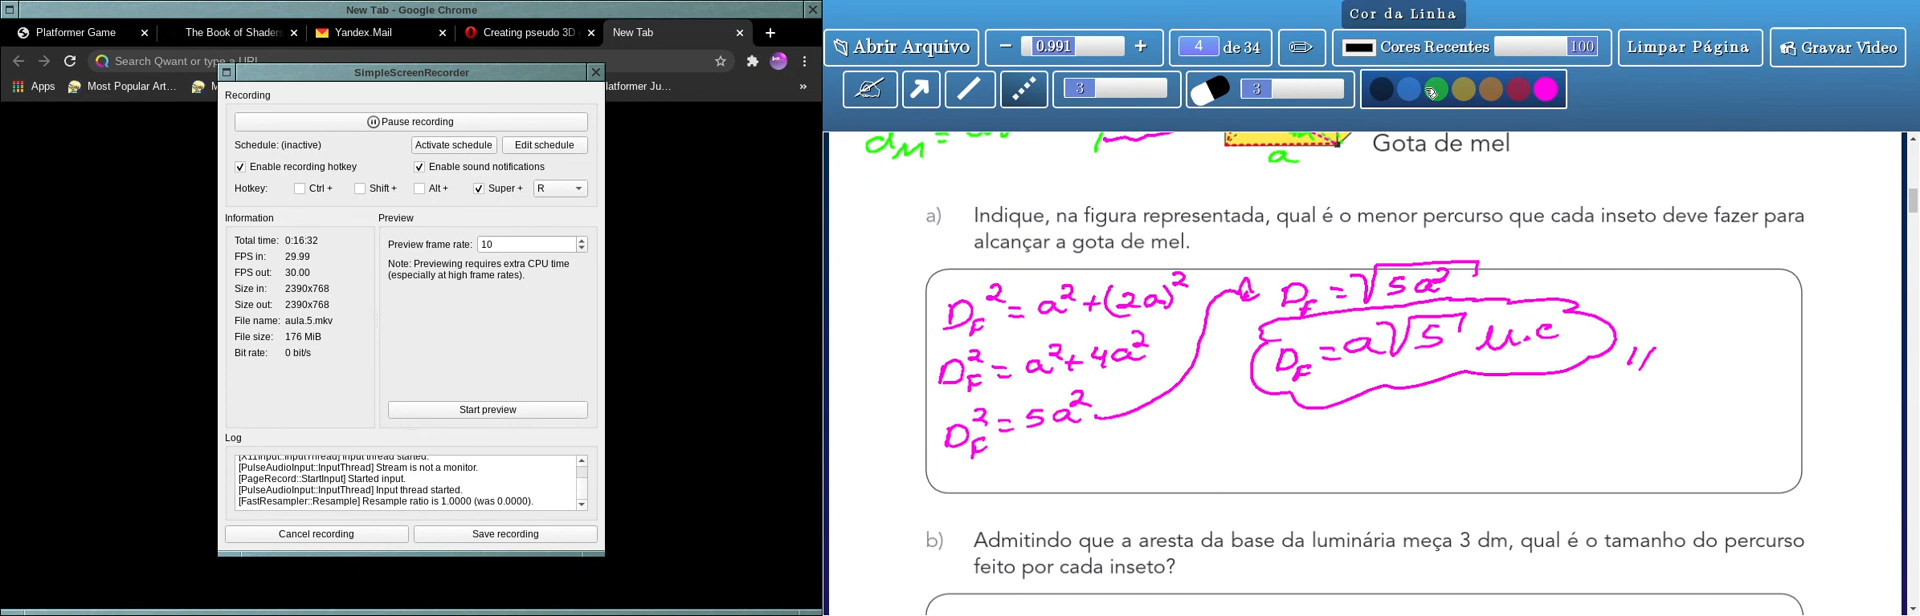 New Tab - Google Chrome
Platformer Game
The Book of Shaders
Yandex.Mail
Creating pseudo 3D
New Tab
Search Qwant or type a URL
Apps
Most Popular Art...
latformer Ju...
»
SimpleScreenRecorder
Recording
Pause recording
Schedule: (inactive)
Activate schedule
Edit schedule
Enable recording hotkey
Enable sound notifications
Hotkey:
Ctrl +
Shift +
Alt +
Super +
R
Information
Total time: 0:16:32
FPS in: 29.99
FPS out: 30.00
Size in: 2390x768
Size out: 2390x768
File name: aula.5.mkv
File size: 176 MiB
Bit rate: 0 bit/s
Preview
Preview frame rate: 10
Note: Previewing requires extra CPU time
(especially at high frame rates).
Start preview
Log
[X11Input::InputThread] Input thread started.
[PulseAudioInput::InputThread] Stream is not a monitor.
[PageRecord::StartInput] Started input.
[PulseAudioInput::InputThread] Input thread started.
[FastResampler::Resample] Resample ratio is 1.0000 (was 0.0000).
Cancel recording
Save recording
Cor da Linha
Abrir Arquivo
− 0.991 +
4 de 34
Cores Recentes
100
Limpar Página
Gravar Video
3
3
a
Gota de mel
a) Indique, na figura representada, qual é o menor percurso que cada inseto deve fazer para
alcançar a gota de mel.
D_F² = a² + (2a)²
D_F² = a² + 4a²
D_F² = 5a²
D_F = √5a²
D_F = a√5 u.c
b) Admitindo que a aresta da base da luminária meça 3 dm, qual é o tamanho do percurso
feito por cada inseto?